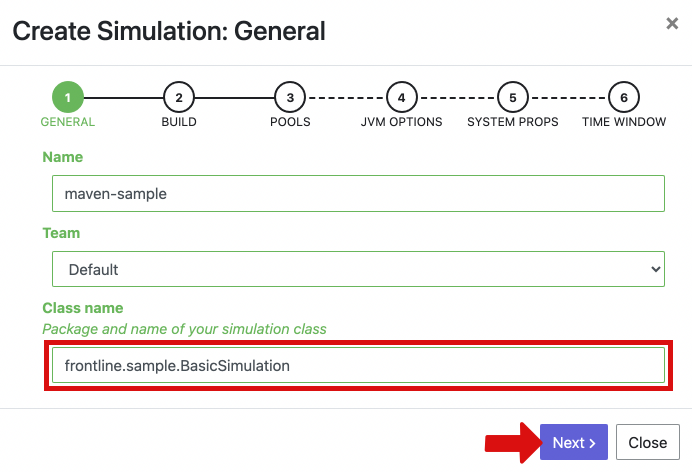 Create Simulation: General
×
1 2 3 4 5 6
GENERAL BUILD POOLS JVM OPTIONS SYSTEM PROPS TIME WINDOW
Name
maven-sample
Team
Default
Class name
Package and name of your simulation class
frontline.sample.BasicSimulation
Next › Close